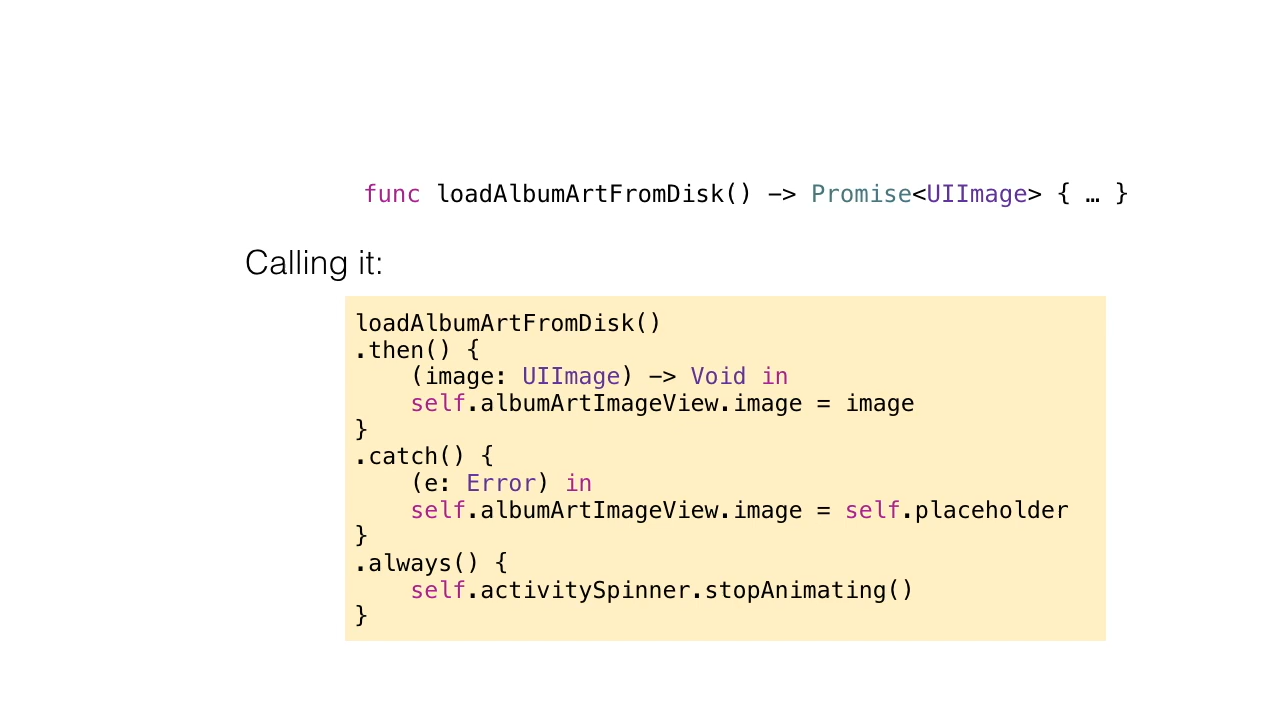 func loadAlbumArtFromDisk() -> Promise<UIImage> { … }
Calling it:
loadAlbumArtFromDisk()
.then() {
    (image: UIImage) -> Void in
    self.albumArtImageView.image = image
}
.catch() {
    (e: Error) in
    self.albumArtImageView.image = self.placeholder
}
.always() {
    self.activitySpinner.stopAnimating()
}